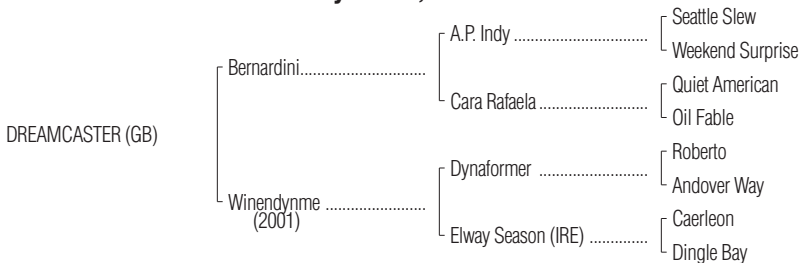 Seattle Slew
A.P. Indy ................................
Weekend Surprise
Bernardini..............................
Quiet American
Cara Rafaela..........................
Oil Fable
DREAMCASTER (GB)
Roberto
Dynaformer ..........................
Andover Way
Winendynme ........................
(2001)
Caerleon
Elway Season (IRE) ..............
Dingle Bay